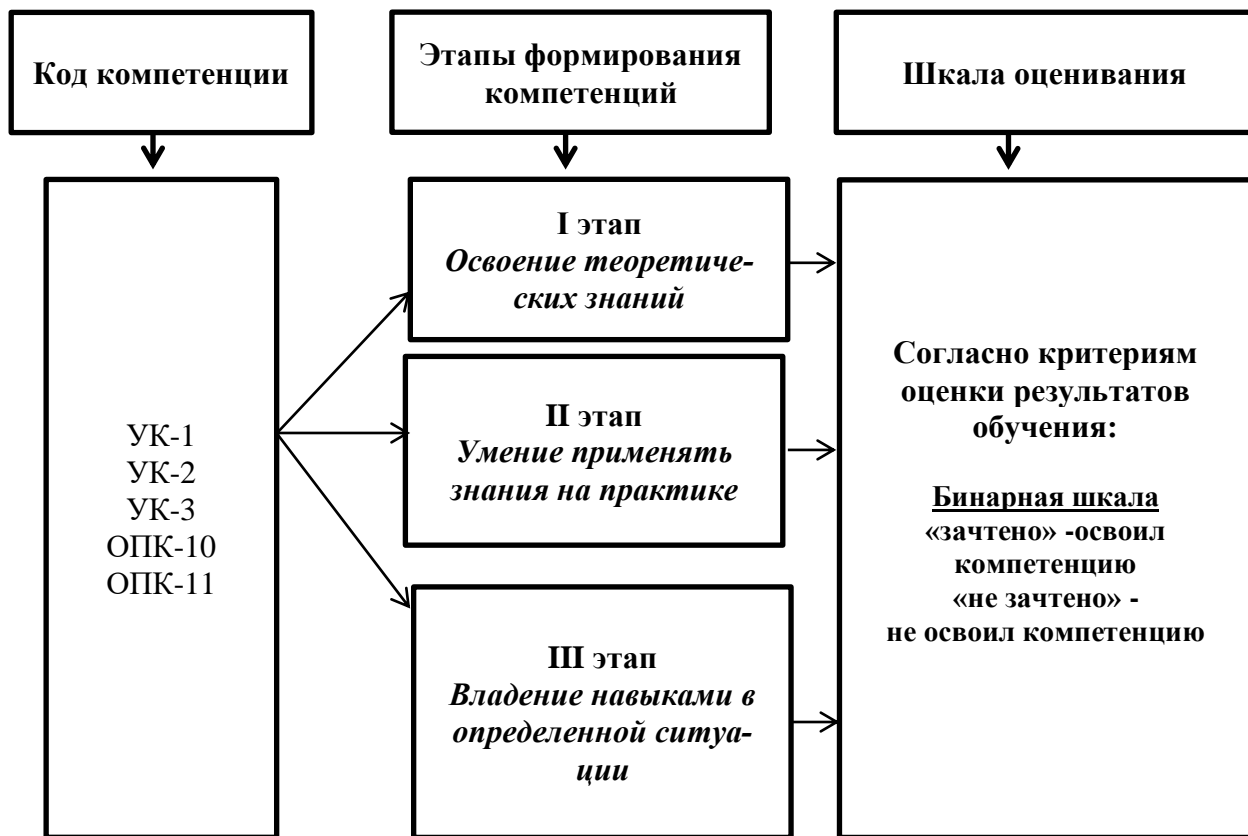 Код компетенции
Этапы формирования
компетенций
Шкала оценивания
УК-1
УК-2
УК-3
ОПК-10
ОПК-11
I этап
Освоение теоретиче-
ских знаний
II этап
Умение применять
знания на практике
III этап
Владение навыками в
определенной ситуа-
ции
Согласно критериям
оценки результатов
обучения:
Бинарная шкала
«зачтено» -освоил
компетенцию
«не зачтено» -
не освоил компетенцию